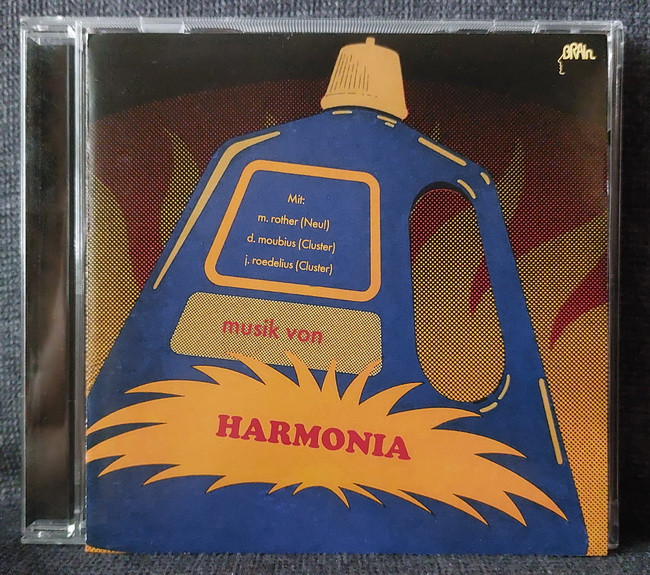 BRAIn
Mit:
m. rother (Neu!)
d. moubius (Cluster)
j. roedelius (Cluster)
musik von
HARMONIA